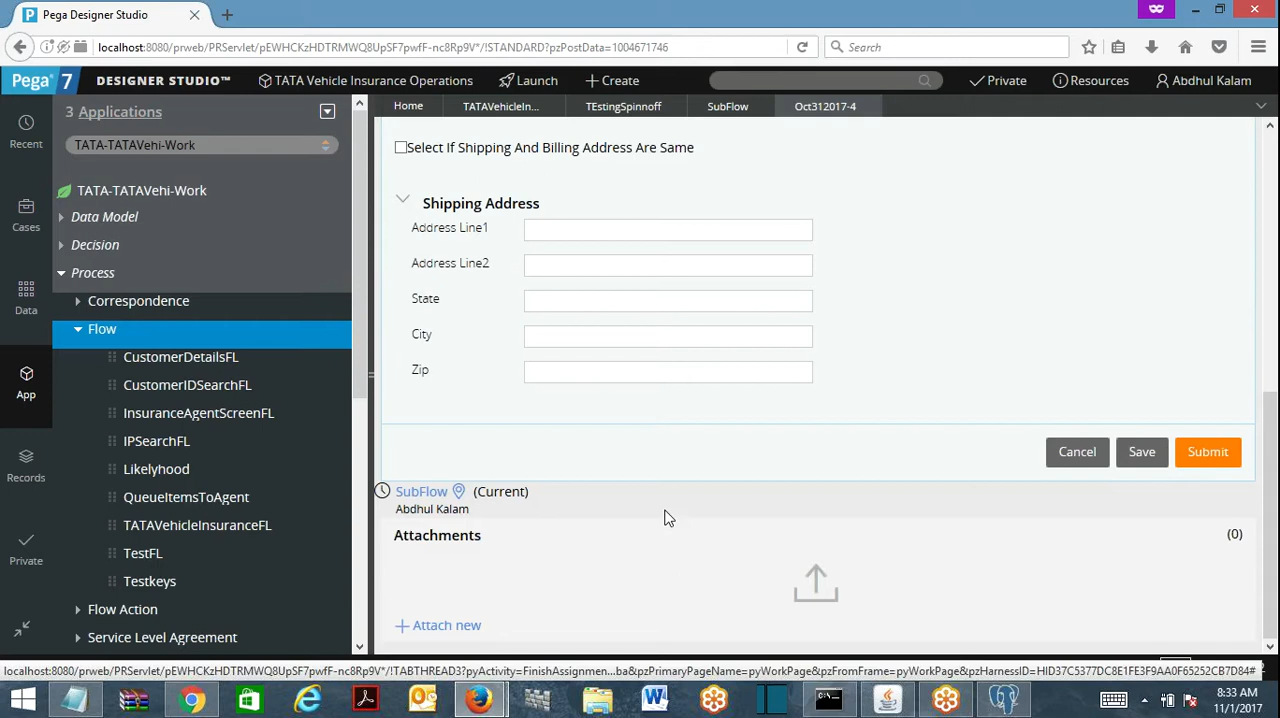 Pega Designer Studio
localhost:8080/prweb/PRServlet/pEWHCKzHDTRMWQ8UpSF7pwfF-nc8Rp9V*/!STANDARD?pzPostData=1004671746
Search
Pega 7 DESIGNER STUDIO™ TATA Vehicle Insurance Operations Launch Create Private Resources Abdhul Kalam
3 Applications
Home TATAVehicleIn... TEstingSpinnoff SubFlow Oct312017-4
Recent
TATA-TATAVehi-Work
Select If Shipping And Billing Address Are Same
TATA-TATAVehi-Work
Cases
Data Model
Decision
Process
Data
Correspondence
Flow
CustomerDetailsFL
CustomerIDSearchFL
App
InsuranceAgentScreenFL
IPSearchFL
Likelyhood
Records
QueueItemsToAgent
TATAVehicleInsuranceFL
TestFL
Private
Testkeys
Flow Action
Service Level Agreement
Shipping Address
Address Line1
Address Line2
State
City
Zip
Cancel Save Submit
SubFlow (Current)
Abdhul Kalam
Attachments (0)
Attach new
localhost:8080/prweb/PRServlet/pEWHCKzHDTRMWQ8UpSF7pwfF-nc8Rp9V*/!TABTHREAD3?pyActivity=FinishAssignmen...ba&pzPrimaryPageName=pyWorkPage&pzFromFrame=pyWorkPage&pzHarnessID=HID37C5377DC8E1FE3F9AA0F65252CB7D84#
8:33 AM
11/1/2017